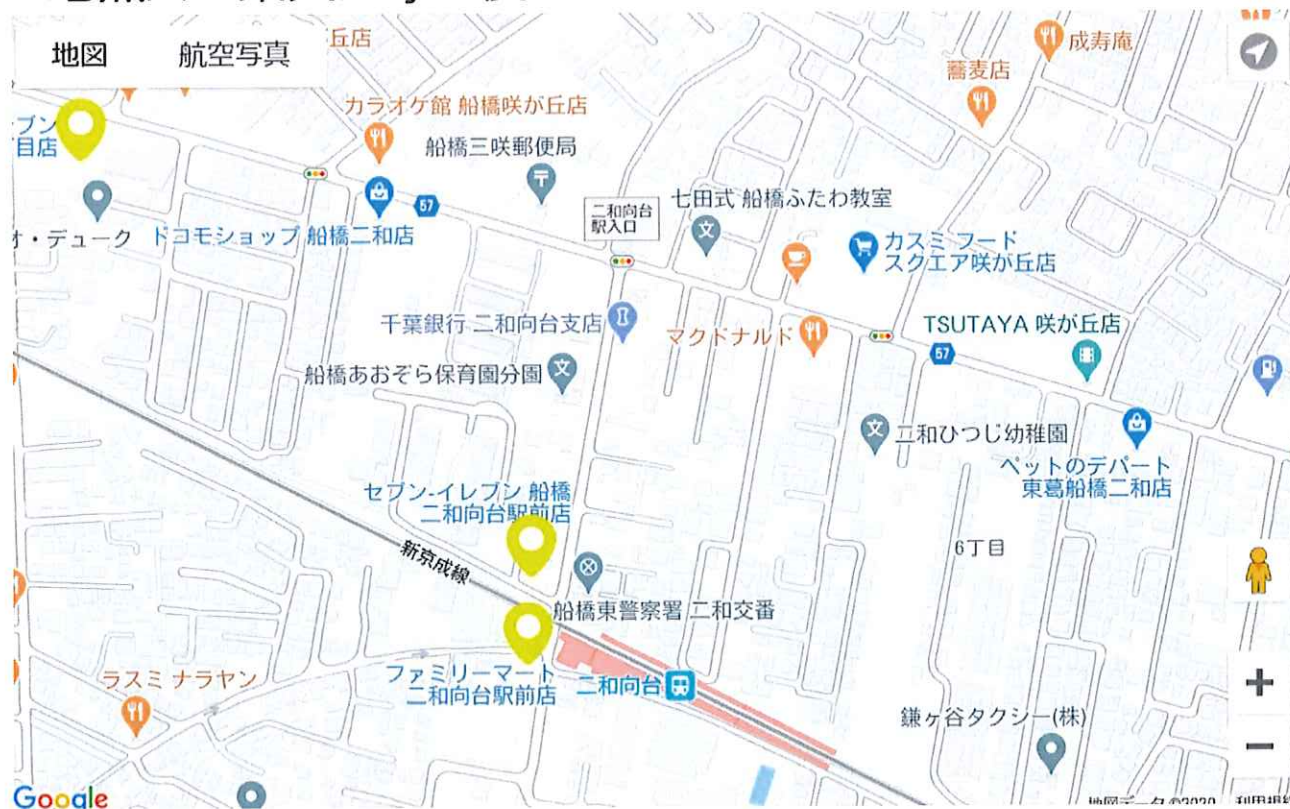 地図
航空写真
丘店
成寿庵
蕎麦店
カラオケ館 船橋咲が丘店
ブン
目店
船橋三咲郵便局
二和向台
駅入口
七田式 船橋ふたわ教室
57
オ・デューク
ドコモショップ 船橋二和店
カスミ フード
スクエア咲が丘店
千葉銀行 二和向台支店
マクドナルド
TSUTAYA 咲が丘店
57
船橋あおぞら保育園分園
二和ひつじ幼稚園
ペットのデパート
東葛船橋二和店
セブン-イレブン 船橋
二和向台駅前店
新京成線
6丁目
船橋東警察署 二和交番
ファミリーマート
二和向台駅前店
二和向台
ラスミ ナラヤン
鎌ヶ谷タクシー(株)
Google